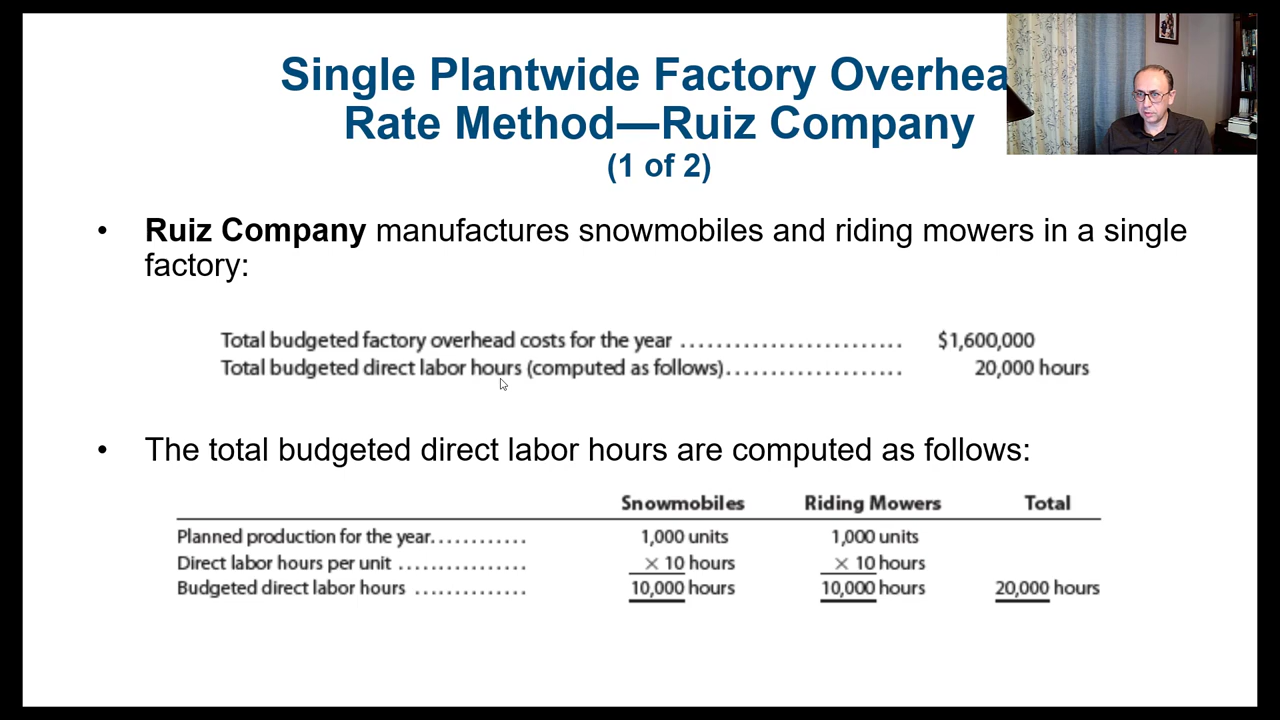 Single Plantwide Factory Overhea
Rate Method—Ruiz Company
(1 of 2)
• Ruiz Company manufactures snowmobiles and riding mowers in a single
factory:
Total budgeted factory overhead costs for the year ........................ $1,600,000
Total budgeted direct labor hours (computed as follows).................... 20,000 hours
• The total budgeted direct labor hours are computed as follows:
Snowmobiles Riding Mowers Total
Planned production for the year............ 1,000 units 1,000 units
Direct labor hours per unit ................ × 10 hours × 10 hours
Budgeted direct labor hours .............. 10,000 hours 10,000 hours 20,000 hours